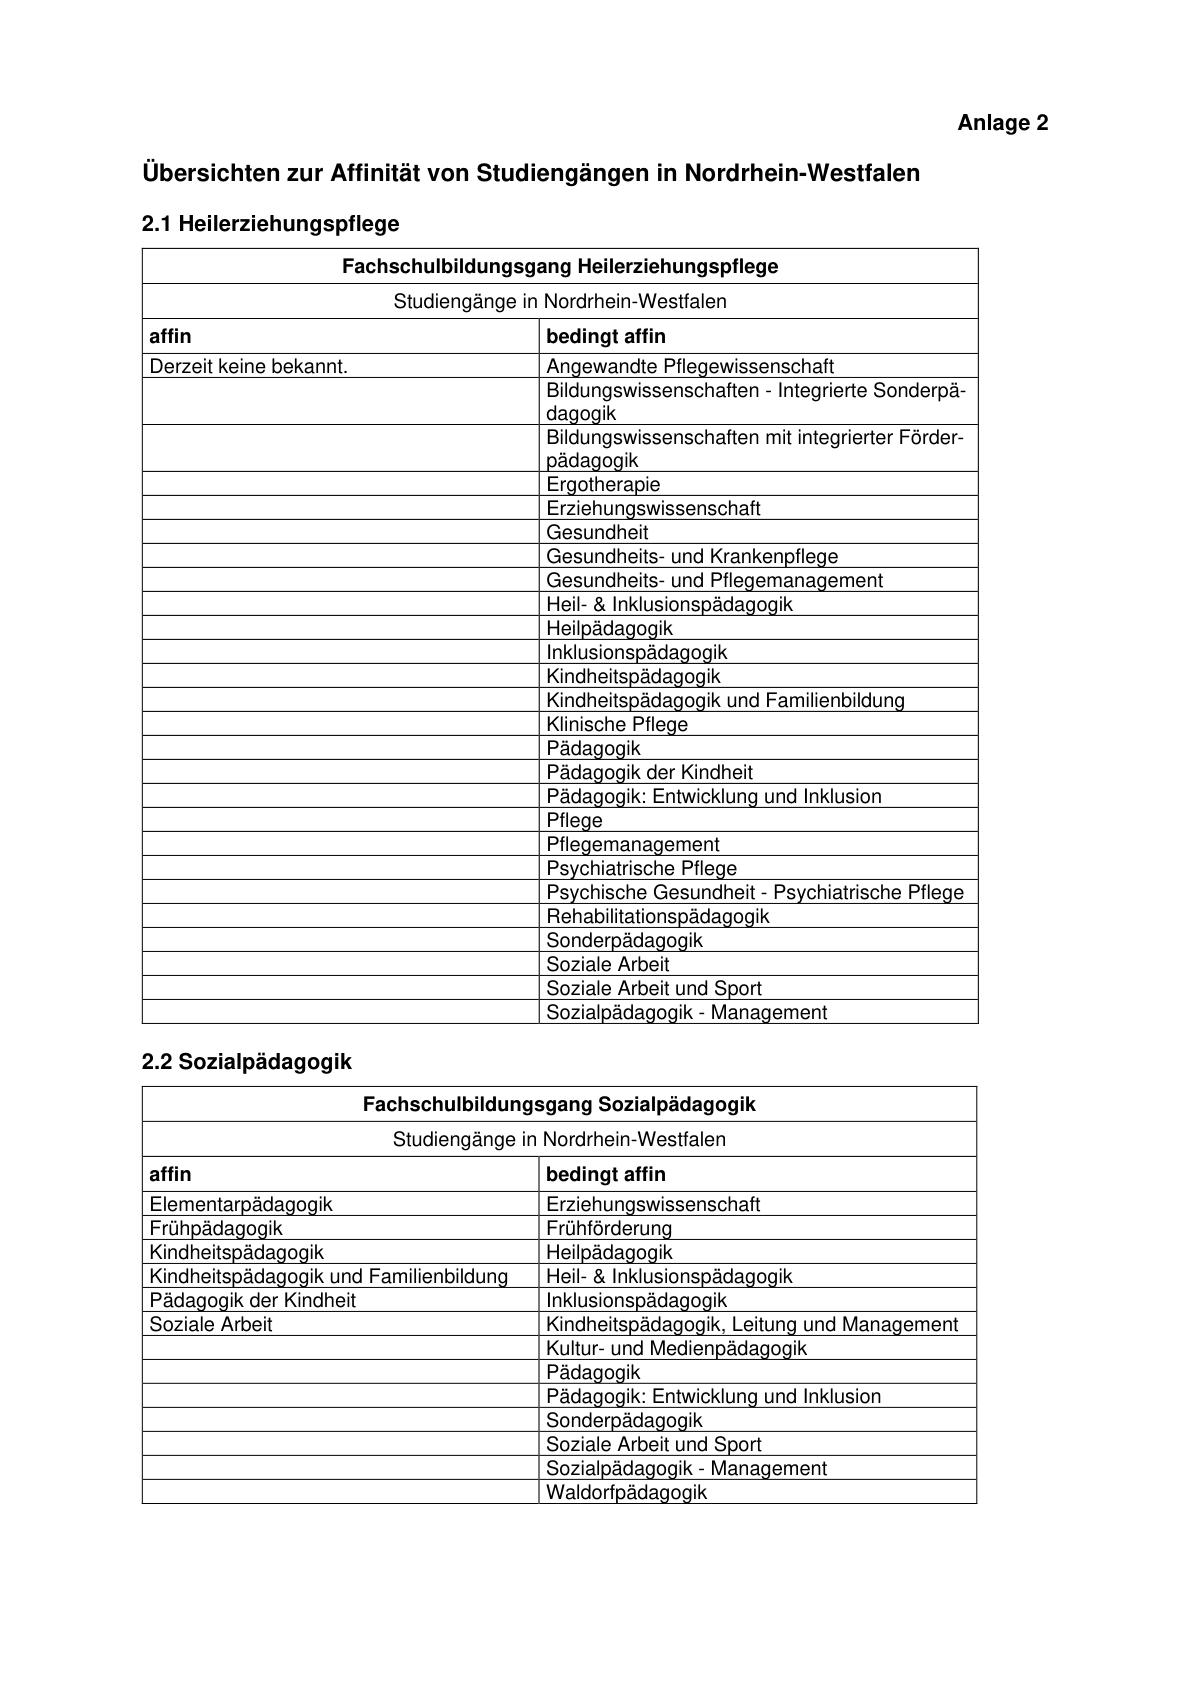 Anlage 2
Übersichten zur Affinität von Studiengängen in Nordrhein-Westfalen
2.1 Heilerziehungspflege
Fachschulbildungsgang Heilerziehungspflege
Studiengänge in Nordrhein-Westfalen
affin bedingt affin
Derzeit keine bekannt. Angewandte Pflegewissenschaft
Bildungswissenschaften - Integrierte Sonderpä-
dagogik
Bildungswissenschaften mit integrierter Förder-
pädagogik
Ergotherapie
Erziehungswissenschaft
Gesundheit
Gesundheits- und Krankenpflege
Gesundheits- und Pflegemanagement
Heil- & Inklusionspädagogik
Heilpädagogik
Inklusionspädagogik
Kindheitspädagogik
Kindheitspädagogik und Familienbildung
Klinische Pflege
Pädagogik
Pädagogik der Kindheit
Pädagogik: Entwicklung und Inklusion
Pflege
Pflegemanagement
Psychiatrische Pflege
Psychische Gesundheit - Psychiatrische Pflege
Rehabilitationspädagogik
Sonderpädagogik
Soziale Arbeit
Soziale Arbeit und Sport
Sozialpädagogik - Management
2.2 Sozialpädagogik
Fachschulbildungsgang Sozialpädagogik
Studiengänge in Nordrhein-Westfalen
affin bedingt affin
Elementarpädagogik Erziehungswissenschaft
Frühpädagogik Frühförderung
Kindheitspädagogik Heilpädagogik
Kindheitspädagogik und Familienbildung Heil- & Inklusionspädagogik
Pädagogik der Kindheit Inklusionspädagogik
Soziale Arbeit Kindheitspädagogik, Leitung und Management
Kultur- und Medienpädagogik
Pädagogik
Pädagogik: Entwicklung und Inklusion
Sonderpädagogik
Soziale Arbeit und Sport
Sozialpädagogik - Management
Waldorfpädagogik